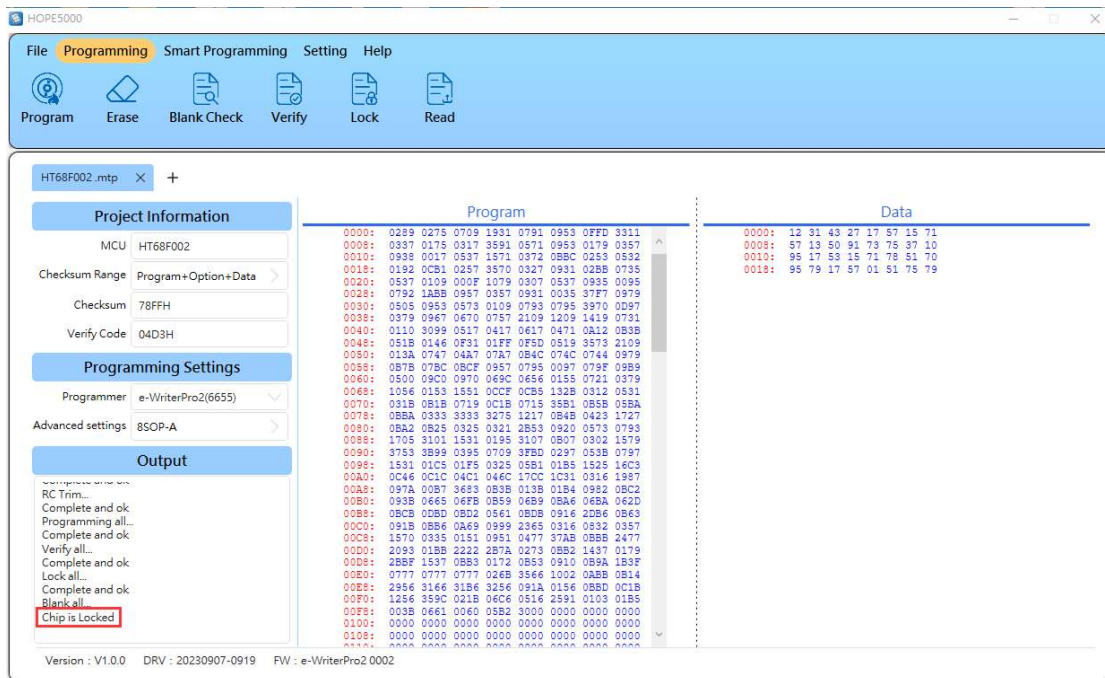 HOPE5000
File Programming Smart Programming Setting Help
Program Erase Blank Check Verify Lock Read
HT68F002 .mtp
Project Information
MCU HT68F002
Checksum Range Program+Option+Data
Checksum 78FFH
Verify Code 04D3H
Programming Settings
Programmer e-WriterPro2(6655)
Advanced settings 8SOP-A
Output
Complete and ok
RC Trim...
Complete and ok
Programming all...
Complete and ok
Verify all...
Complete and ok
Lock all...
Complete and ok
Blank all...
Chip is Locked
Program
0000: 0289 0275 0709 1931 0791 0953 0FFD 3311
0008: 0337 0175 0317 3591 0571 0953 0179 0357
0010: 0938 0017 0537 1571 0372 0BBC 0253 0532
0018: 0192 0CB1 0257 3570 0327 0931 02BB 0735
0020: 0537 0109 000F 1079 0307 0537 0935 0095
0028: 0792 1ABB 0957 0357 0931 0035 37F7 0979
0030: 0505 0953 0573 0109 0793 0795 3970 0D97
0038: 0379 0967 0670 0757 2109 1209 1419 0731
0040: 0110 3099 0517 0417 0617 0471 0A12 0B3B
0048: 051B 0146 0F31 01FF 0F5D 0519 3573 2109
0050: 013A 0747 04A7 07A7 0B4C 074C 0744 0979
0058: 0B7B 07BC 0BCF 0957 0795 0097 079F 09B9
0060: 0500 09C0 0970 069C 0656 0155 0721 0379
0068: 1056 0153 1551 0CCF 0CB5 132B 0312 0531
0070: 031B 0B1B 0719 0C1B 0715 35B1 0B5B 05BA
0078: 0BBA 0333 3333 3275 1217 0B4B 0423 1727
0080: 0BA2 0B25 0325 0321 2B53 0920 0573 0793
0088: 1705 3101 1531 0195 3107 0B07 0302 1579
0090: 3753 3B99 0395 0709 3FBD 0297 053B 0797
0098: 1531 01C5 01F5 0325 05B1 01B5 1525 16C3
00A0: 0C46 0C1C 04C1 046C 17CC 1C31 0316 1987
00A8: 097A 00B7 3683 0B3B 013B 01B4 0982 0BC2
00B0: 093B 0665 06FB 0B59 06B9 0BA6 06BA 062D
00B8: 0BCB 0DBD 0BD2 0561 0BDB 0916 2DB6 0B63
00C0: 091B 0BB6 0A69 0999 2365 0316 0832 0357
00C8: 1570 0335 0151 0951 0477 37AB 0BBB 2477
00D0: 2093 01BB 2222 2B7A 0273 0BB2 1437 0179
00D8: 2BBF 1537 0BB3 0172 0B53 0910 0B9A 1B3F
00E0: 0777 0777 0777 026B 3566 1002 0ABB 0B14
00E8: 2956 3166 31B6 3256 091A 0156 0BBD 0C1B
00F0: 1256 359C 021B 06C6 0516 2591 0103 01B5
00F8: 003B 0661 0060 05B2 3000 0000 0000 0000
0100: 0000 0000 0000 0000 0000 0000 0000 0000
0108: 0000 0000 0000 0000 0000 0000 0000 0000
0110: 0000 0000 0000 0000 0000 0000 0000 0000
Data
0000: 12 31 43 27 17 57 15 71
0008: 57 13 50 91 73 75 37 10
0010: 95 17 53 15 71 78 51 70
0018: 95 79 17 57 01 51 75 79
Version : V1.0.0 DRV : 20230907-0919 FW : e-WriterPro2 0002